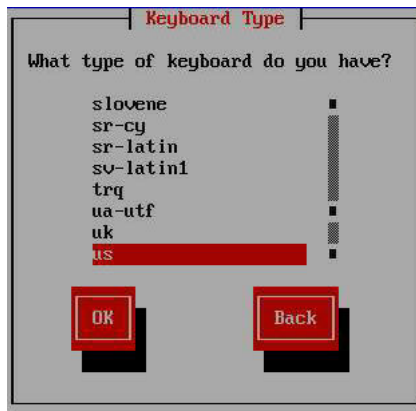 Keyboard Type
What type of keyboard do you have?
slovene
sr-cy
sr-latin
sv-latin1
trq
ua-utf
uk
us
OK Back